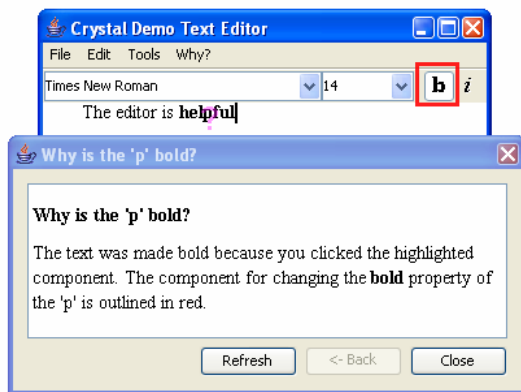 Crystal Demo Text Editor
File Edit Tools Why?
Times New Roman 14 b i
The editor is helpful
?
Why is the 'p' bold?
Why is the 'p' bold?
The text was made bold because you clicked the highlighted
component. The component for changing the bold property of
the 'p' is outlined in red.
Refresh <- Back Close